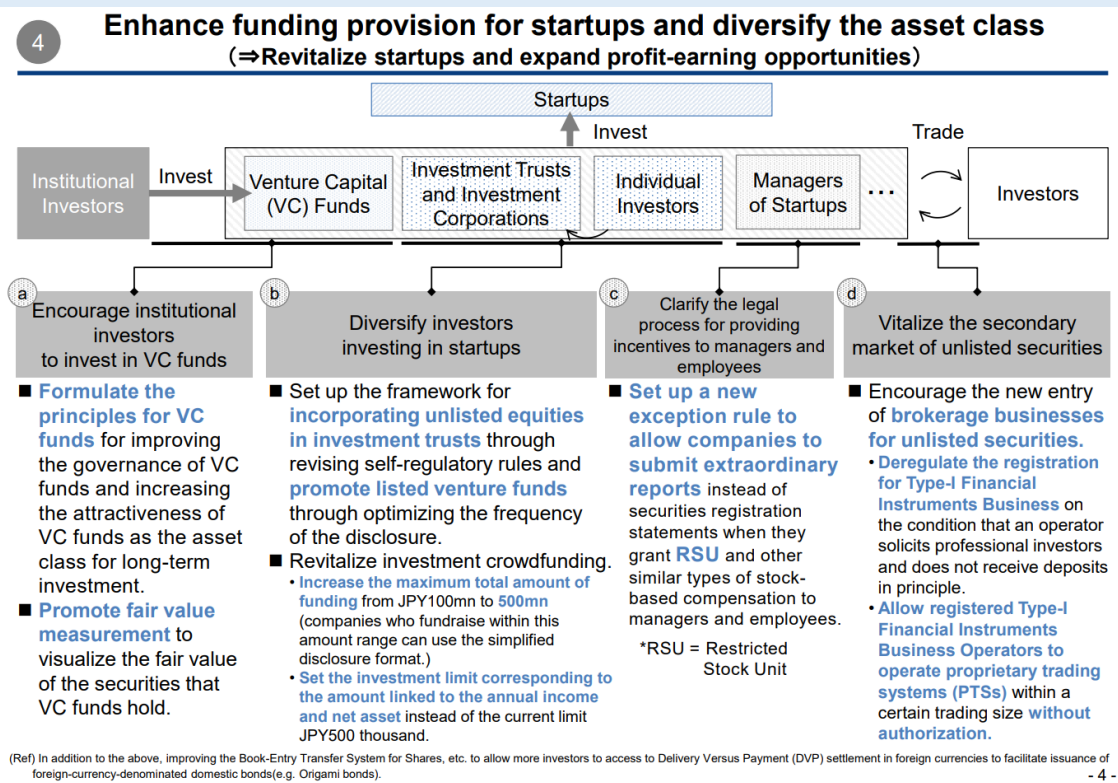 4
Enhance funding provision for startups and diversify the asset class
(⇒Revitalize startups and expand profit-earning opportunities)
Startups
Invest
Trade
Institutional
Investors
Invest
Venture Capital
(VC) Funds
Investment Trusts
and Investment
Corporations
Individual
Investors
Managers
of Startups
...
Investors
a
Encourage institutional
investors
to invest in VC funds
■ Formulate the
principles for VC
funds for improving
the governance of VC
funds and increasing
the attractiveness of
VC funds as the asset
class for long-term
investment.
■ Promote fair value
measurement to
visualize the fair value
of the securities that
VC funds hold.
b
Diversify investors
investing in startups
■ Set up the framework for
incorporating unlisted equities
in investment trusts through
revising self-regulatory rules and
promote listed venture funds
through optimizing the frequency
of the disclosure.
■ Revitalize investment crowdfunding.
• Increase the maximum total amount of
funding from JPY100mn to 500mn
(companies who fundraise within this
amount range can use the simplified
disclosure format.)
• Set the investment limit corresponding to
the amount linked to the annual income
and net asset instead of the current limit
JPY500 thousand.
c
Clarify the legal
process for providing
incentives to managers and
employees
■ Set up a new
exception rule to
allow companies to
submit extraordinary
reports instead of
securities registration
statements when they
grant RSU and other
similar types of stock-
based compensation to
managers and employees.
*RSU = Restricted
Stock Unit
d
Vitalize the secondary
market of unlisted securities
■ Encourage the new entry
of brokerage businesses
for unlisted securities.
• Deregulate the registration
for Type-I Financial
Instruments Business on
the condition that an operator
solicits professional investors
and does not receive deposits
in principle.
• Allow registered Type-I
Financial Instruments
Business Operators to
operate proprietary trading
systems (PTSs) within a
certain trading size without
authorization.
(Ref) In addition to the above, improving the Book-Entry Transfer System for Shares, etc. to allow more investors to access to Delivery Versus Payment (DVP) settlement in foreign currencies to facilitate issuance of
foreign-currency-denominated domestic bonds(e.g. Origami bonds).
- 4 -